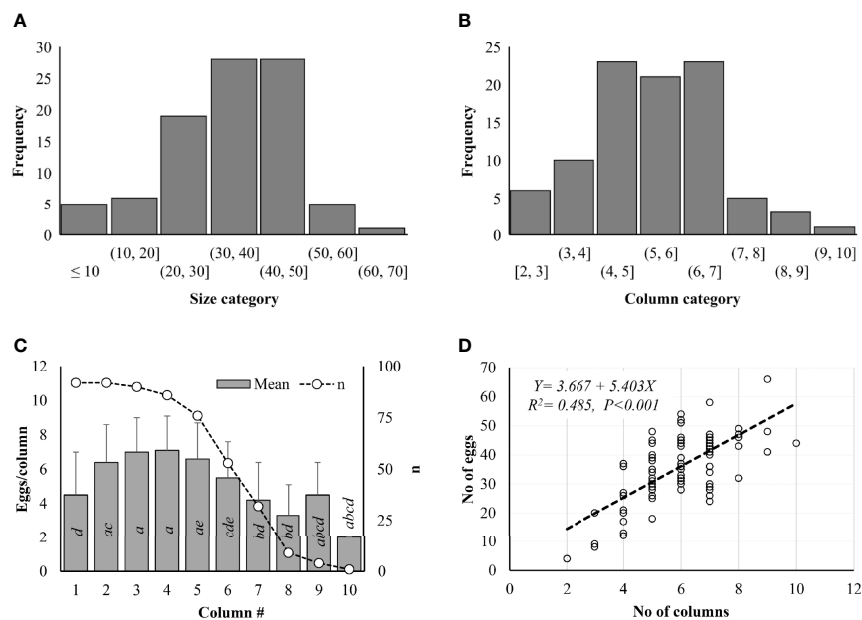 A
Frequency
30
25
20
15
10
5
0
≤ 10
(10, 20]
(20, 30]
(30, 40]
(40, 50]
(50, 60]
(60, 70]
Size category
B
Frequency
25
20
15
10
5
0
[2, 3]
(3, 4]
(4, 5]
(5, 6]
(6, 7]
(7, 8]
(8, 9]
(9, 10]
Column category
C
Eggs/column
12
10
8
6
4
2
0
Mean
n
100
75
50
25
0
n
d
ac
a
a
ae
cde
bd
bd
abcd
abcd
1 2 3 4 5 6 7 8 9 10
Column #
D
No of eggs
70
60
50
40
30
20
10
0
Y= 3.667 + 5.403X
R²= 0.485, P<0.001
0 2 4 6 8 10 12
No of columns